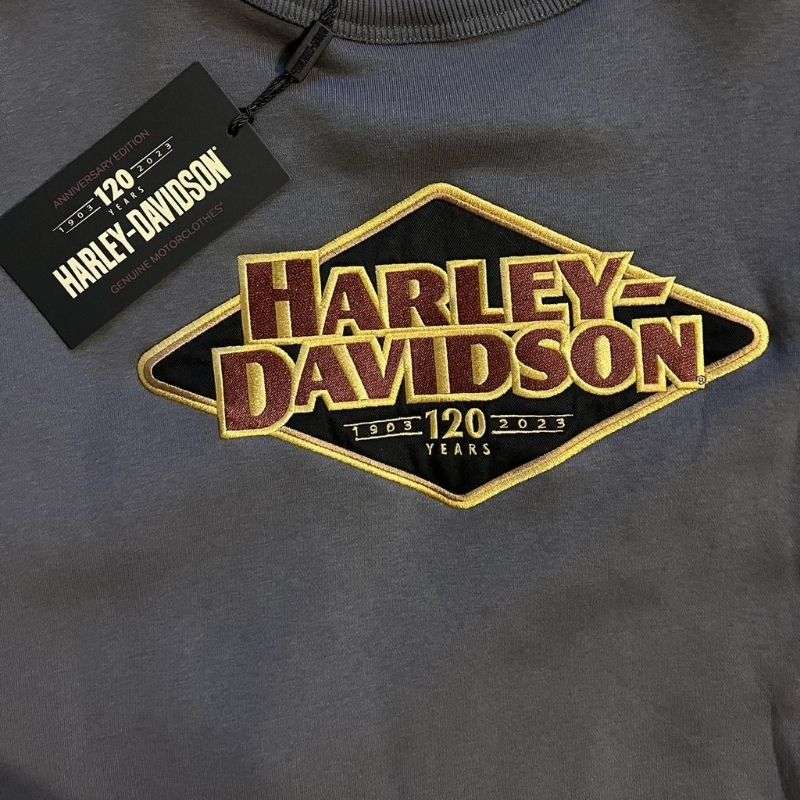 ANNIVERSARY EDITION
1903 120 2023
YEARS
HARLEY-DAVIDSON®
GENUINE MOTORCLOTHES®
HARLEY-
DAVIDSON®
1903 120 2023
YEARS